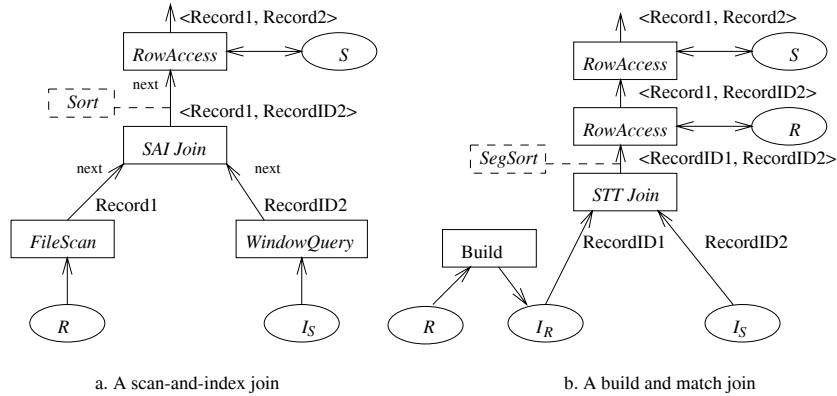 <Record1, Record2>
RowAccess
S
next
Sort
<Record1, RecordID2>
SAI Join
next
next
Record1
RecordID2
FileScan
WindowQuery
R
I_S
a. A scan-and-index join
<Record1, Record2>
RowAccess
S
<Record1, RecordID2>
RowAccess
R
SegSort
<RecordID1, RecordID2>
STT Join
RecordID1
RecordID2
Build
R
I_R
I_S
b. A build and match join